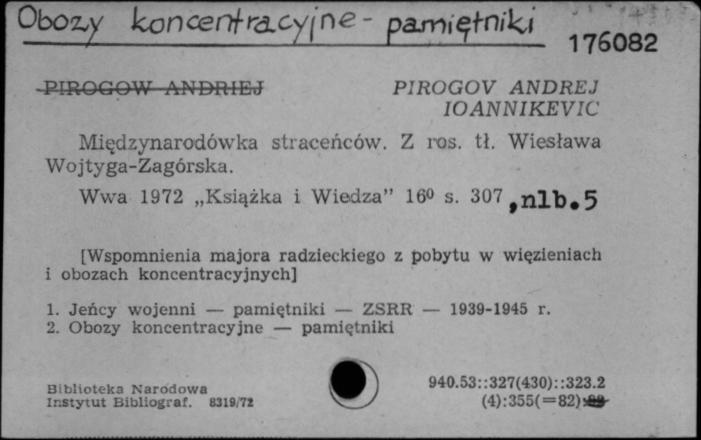 Obozy koncentracyjne - pamiętniki
176082
PIROGOW ANDRIEJ PIROGOV ANDREJ
IOANNIKEVIC
Międzynarodówka straceńców. Z ros. tł. Wiesława
Wojtyga-Zagórska.
Wwa 1972 „Książka i Wiedza” 16⁰ s. 307, nlb. 5
[Wspomnienia majora radzieckiego z pobytu w więzieniach
i obozach koncentracyjnych]
1. Jeńcy wojenni — pamiętniki — ZSRR — 1939-1945 r.
2. Obozy koncentracyjne — pamiętniki
Biblioteka Narodowa 940.53::327(430)::323.2
Instytut Bibliograf. 8319/72 (4):355(=82)